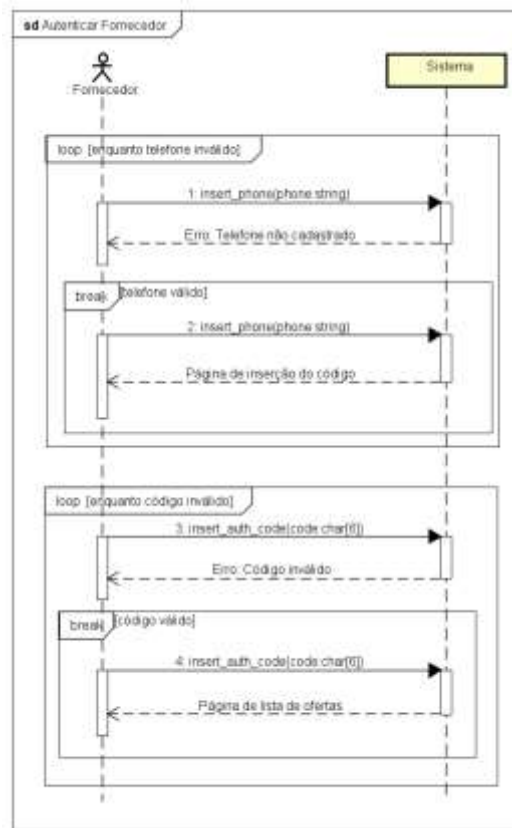 sd Autenticar Fornecedor
Fornecedor
Sistema
loop [enquanto telefone inválido]
1: insert_phone(phone:string)
Erro: Telefone não cadastrado
break [telefone válido]
2: insert_phone(phone:string)
Página de inserção do código
loop [enquanto código inválido]
3: insert_auth_code(code:char[6])
Erro: Código inválido
break [código válido]
4: insert_auth_code(code:char[6])
Página de lista de ofertas